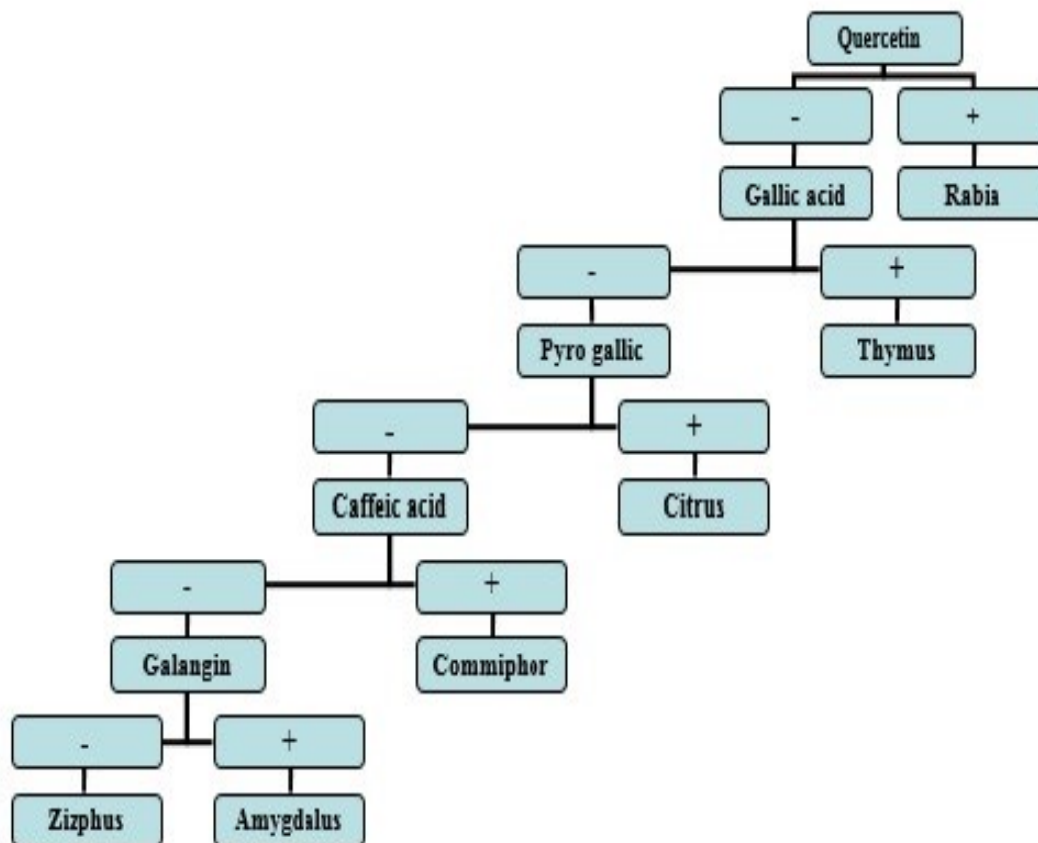 Quercetin
- +
Gallic acid Rabia
- +
Pyro gallic Thymus
- +
Caffeic acid Citrus
- +
Galangin Commiphor
- +
Zizphus Amygdalus